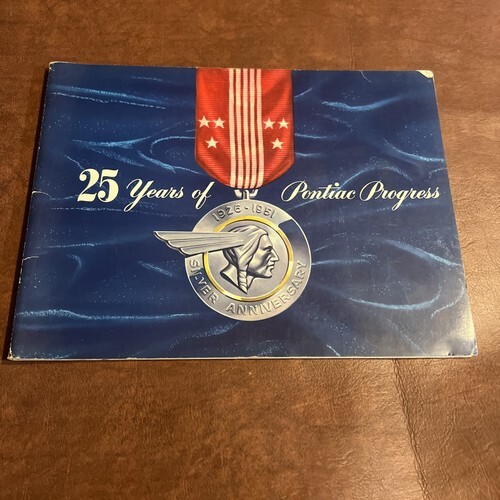 25 Years of Pontiac Progress
1926-1951
SILVER ANNIVERSARY